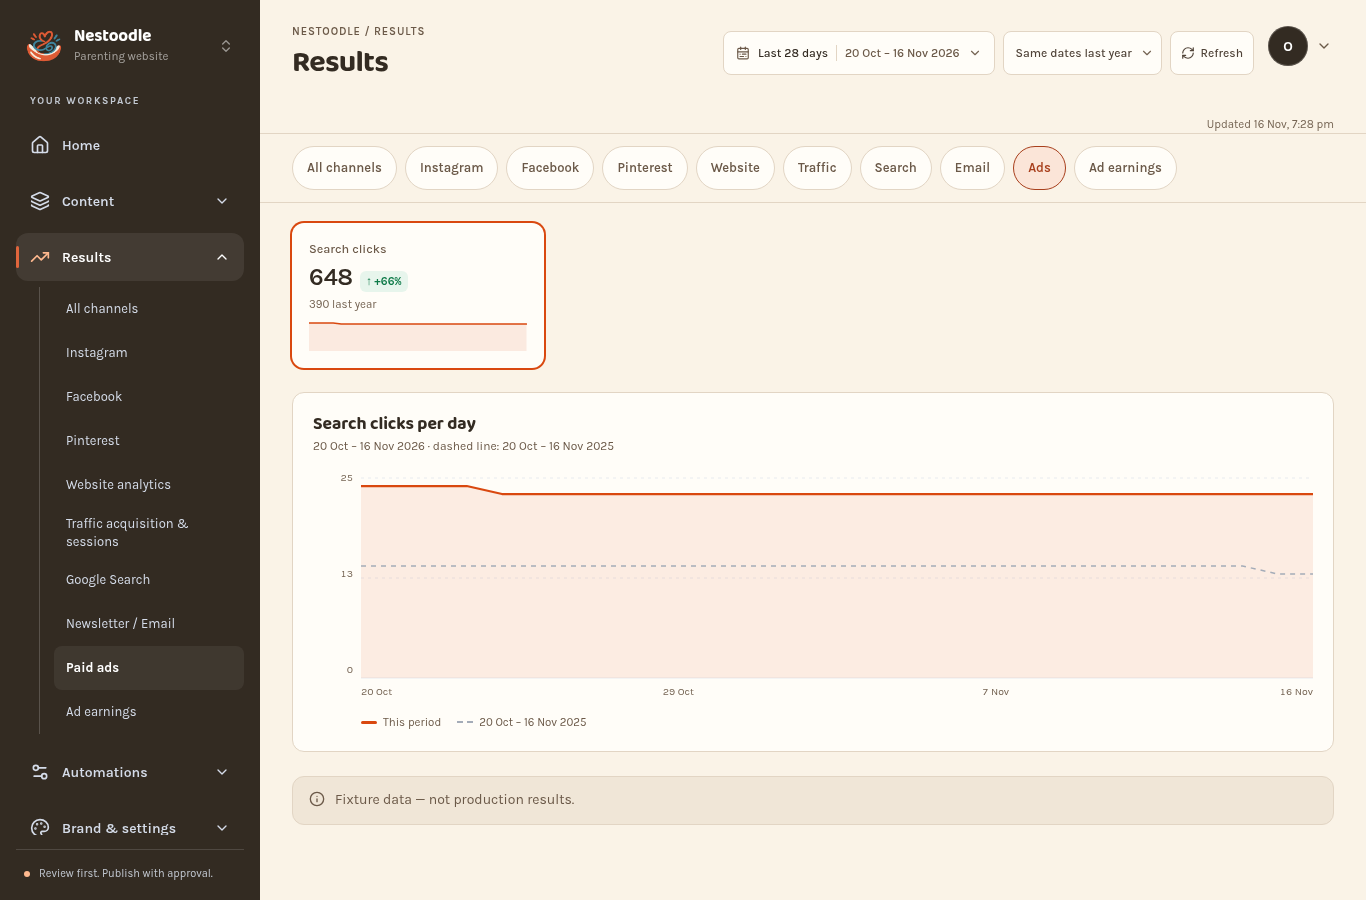 Nestoodle
Parenting website
YOUR WORKSPACE
Home
Content
Results
All channels
Instagram
Facebook
Pinterest
Website analytics
Traffic acquisition &
sessions
Google Search
Newsletter / Email
Paid ads
Ad earnings
Automations
Brand & settings
Review first. Publish with approval.
NESTOODLE / RESULTS
Results
Last 28 days 20 Oct – 16 Nov 2026
Same dates last year
Refresh
O
Updated 16 Nov, 7:28 pm
All channels Instagram Facebook Pinterest Website Traffic Search Email Ads Ad earnings
Search clicks
648 ↑ +66%
390 last year
Search clicks per day
20 Oct – 16 Nov 2026 · dashed line: 20 Oct – 16 Nov 2025
25
13
0
20 Oct 29 Oct 7 Nov 16 Nov
This period 20 Oct – 16 Nov 2025
Fixture data — not production results.